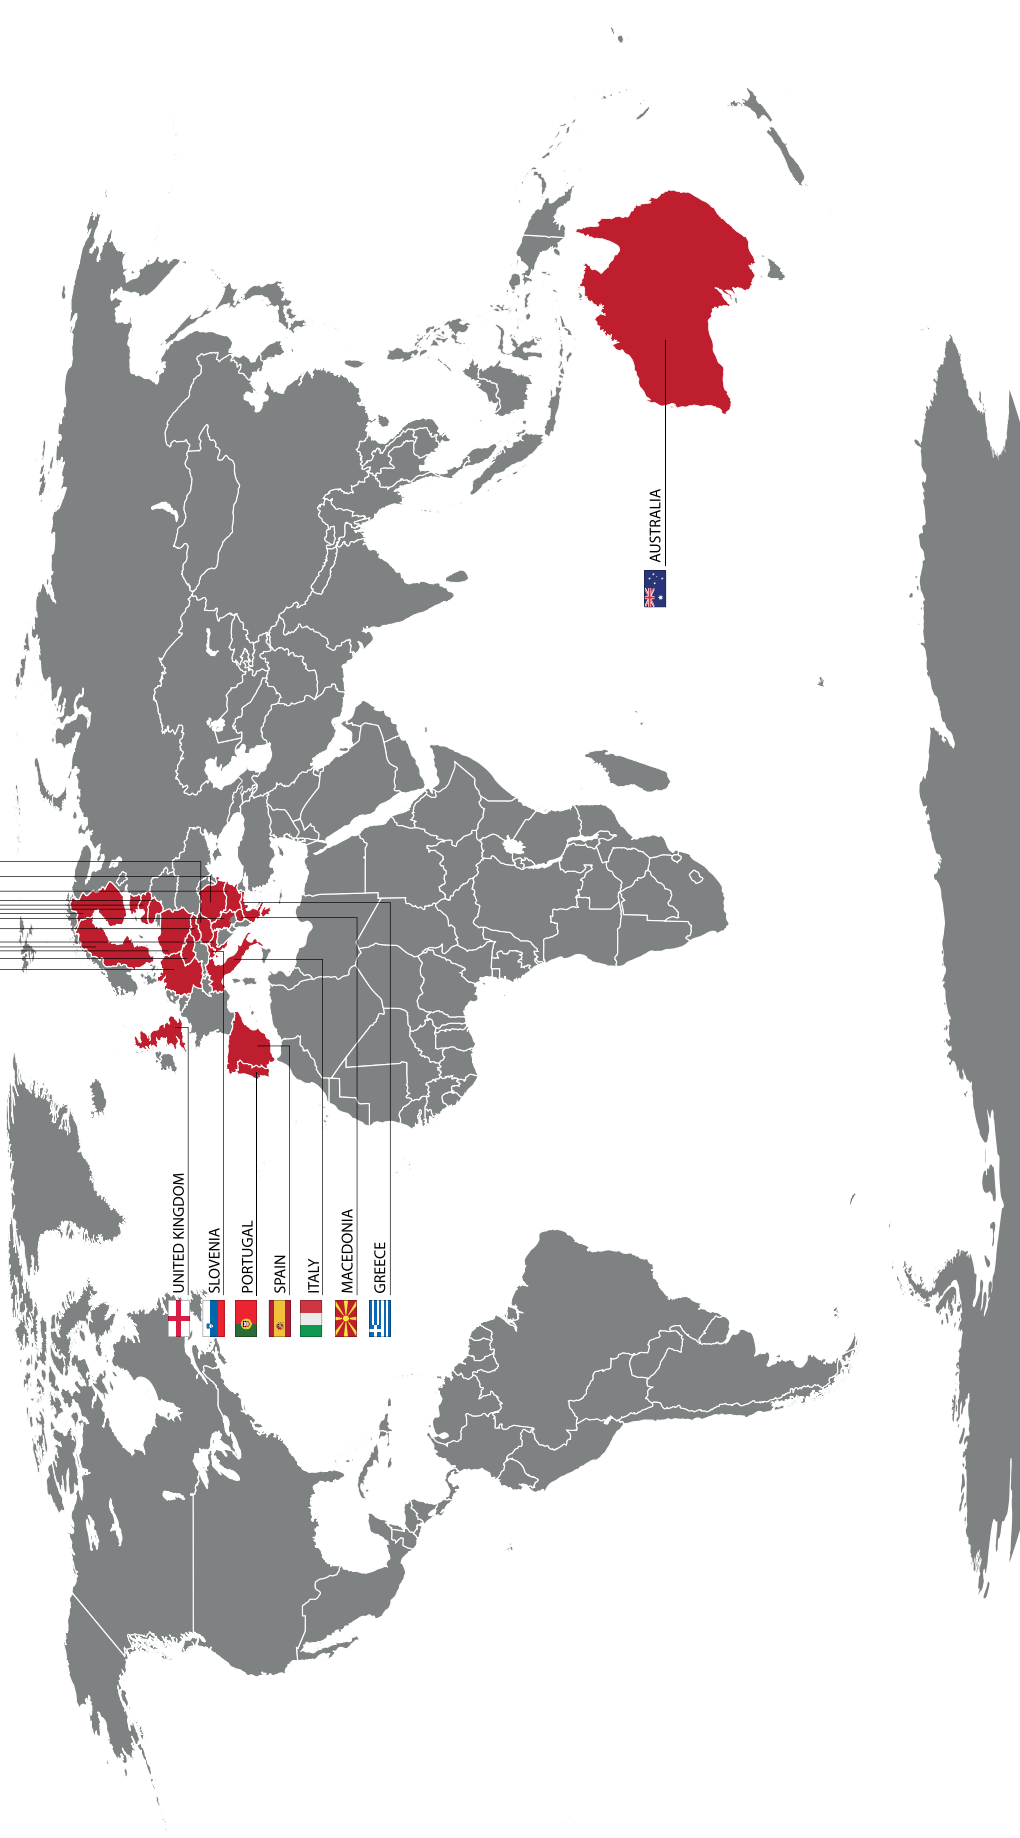 UNITED KINGDOM
SLOVENIA
PORTUGAL
SPAIN
ITALY
MACEDONIA
GREECE
AUSTRALIA